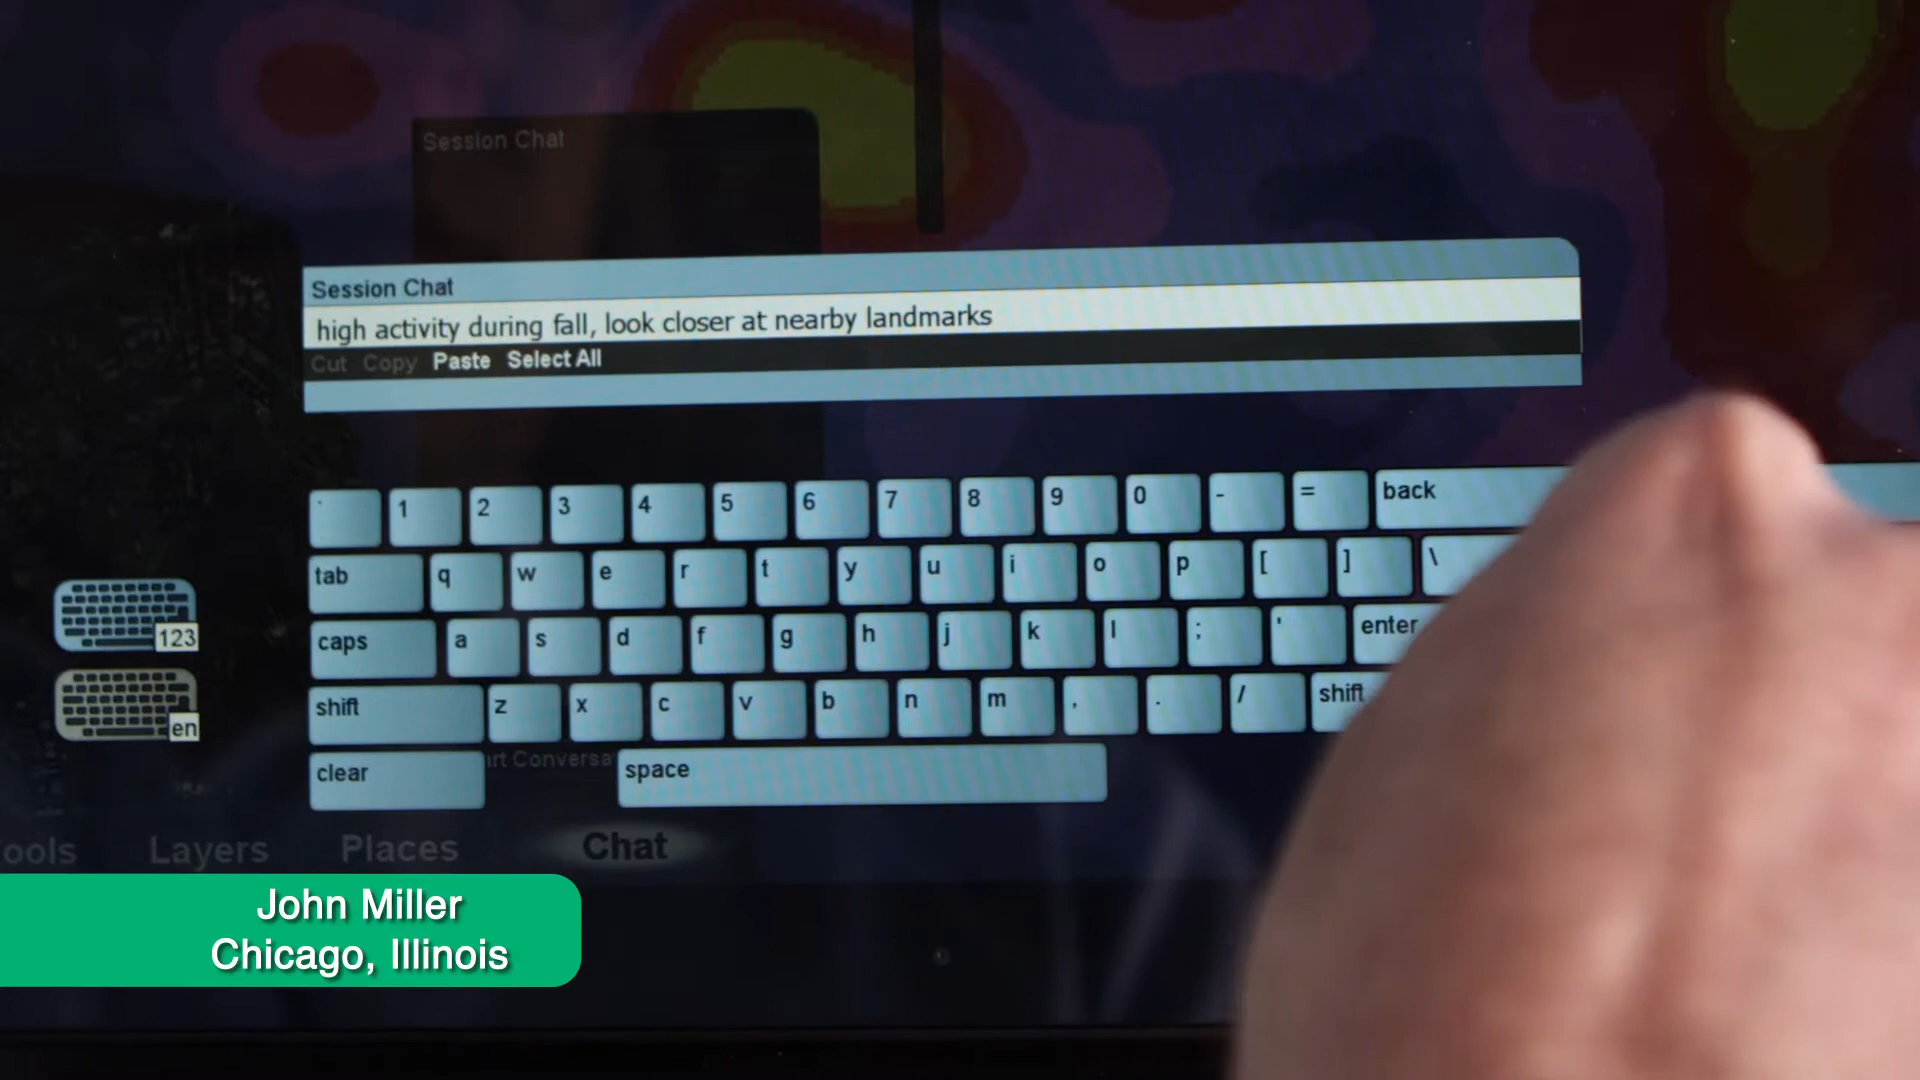 Session Chat
Session Chat
high activity during fall, look closer at nearby landmarks
Cut Copy Paste Select All
` 1 2 3 4 5 6 7 8 9 0 - = back
tab q w e r t y u i o p [ ] \
caps a s d f g h j k l ; ' enter
shift z x c v b n m , . / shift
clear space
123
en
Layers Places Chat
John Miller
Chicago, Illinois